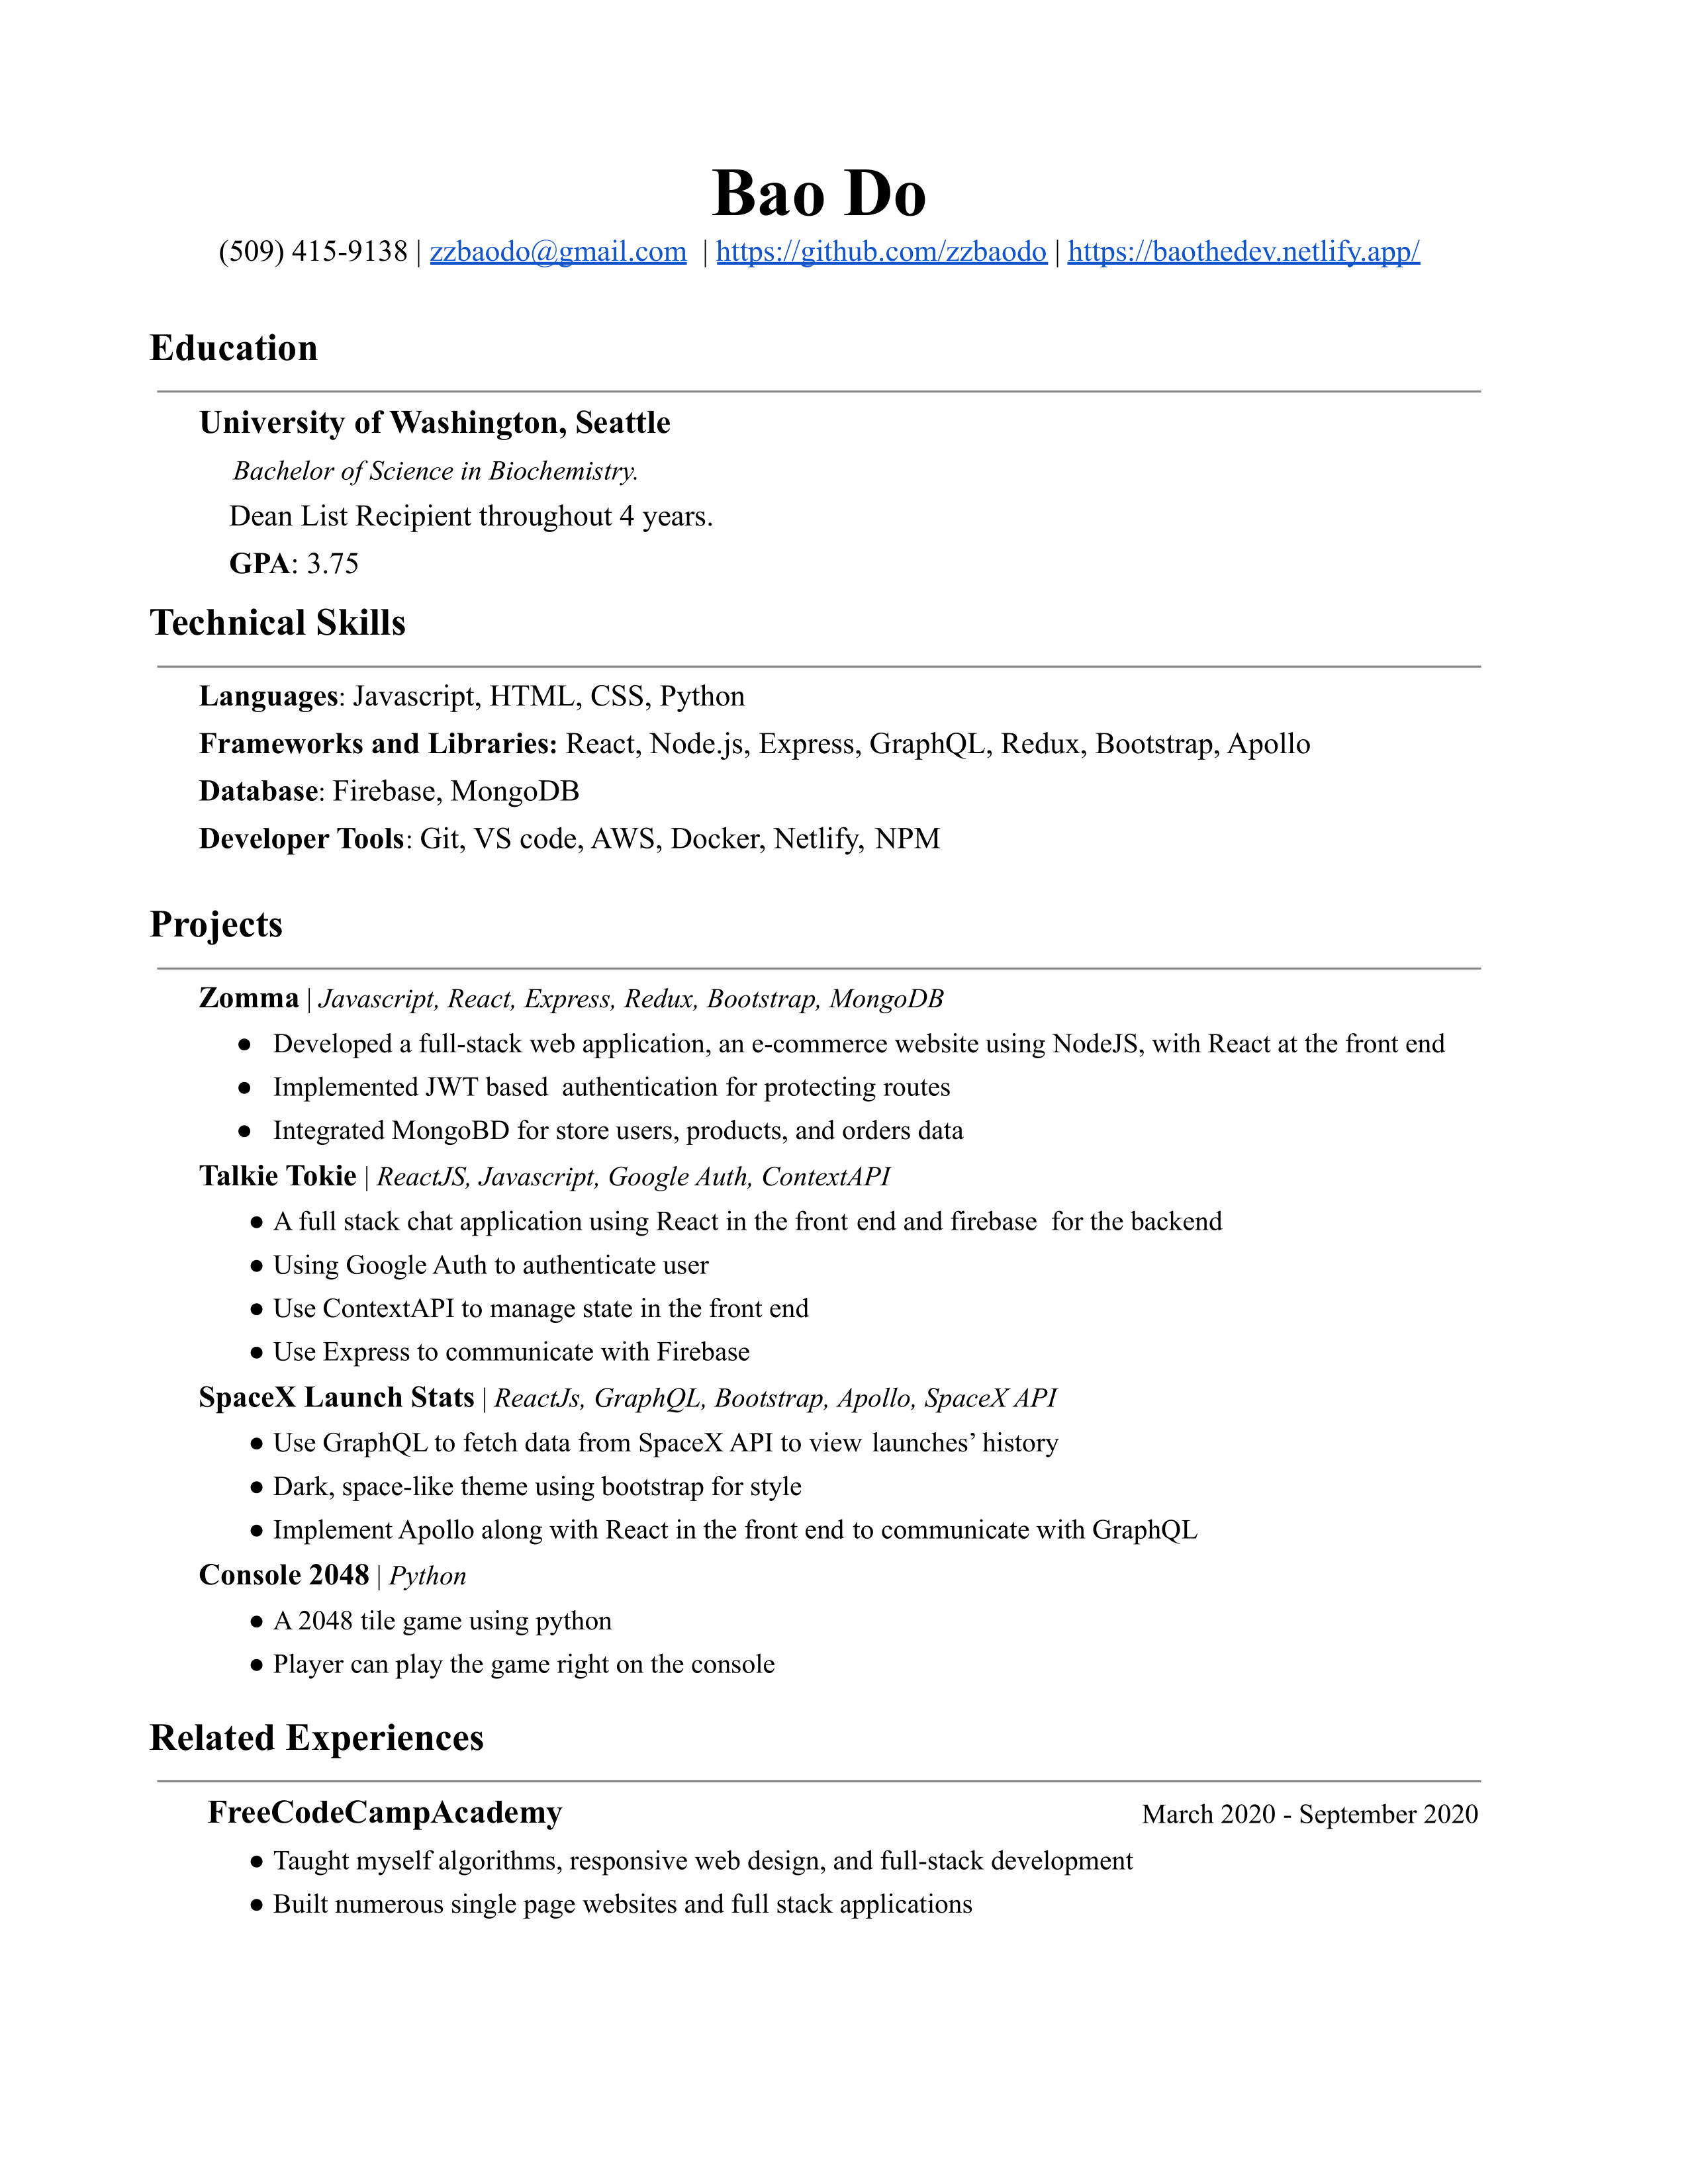 Bao Do
(509) 415-9138 | zzbaodo@gmail.com | https://github.com/zzbaodo | https://baothedev.netlify.app/
Education
University of Washington, Seattle
Bachelor of Science in Biochemistry.
Dean List Recipient throughout 4 years.
GPA: 3.75
Technical Skills
Languages: Javascript, HTML, CSS, Python
Frameworks and Libraries: React, Node.js, Express, GraphQL, Redux, Bootstrap, Apollo
Database: Firebase, MongoDB
Developer Tools: Git, VS code, AWS, Docker, Netlify, NPM
Projects
Zomma | Javascript, React, Express, Redux, Bootstrap, MongoDB
● Developed a full-stack web application, an e-commerce website using NodeJS, with React at the front end
● Implemented JWT based authentication for protecting routes
● Integrated MongoBD for store users, products, and orders data
Talkie Tokie | ReactJS, Javascript, Google Auth, ContextAPI
● A full stack chat application using React in the front end and firebase for the backend
● Using Google Auth to authenticate user
● Use ContextAPI to manage state in the front end
● Use Express to communicate with Firebase
SpaceX Launch Stats | ReactJs, GraphQL, Bootstrap, Apollo, SpaceX API
● Use GraphQL to fetch data from SpaceX API to view launches’ history
● Dark, space-like theme using bootstrap for style
● Implement Apollo along with React in the front end to communicate with GraphQL
Console 2048 | Python
● A 2048 tile game using python
● Player can play the game right on the console
Related Experiences
FreeCodeCampAcademy March 2020 - September 2020
● Taught myself algorithms, responsive web design, and full-stack development
● Built numerous single page websites and full stack applications